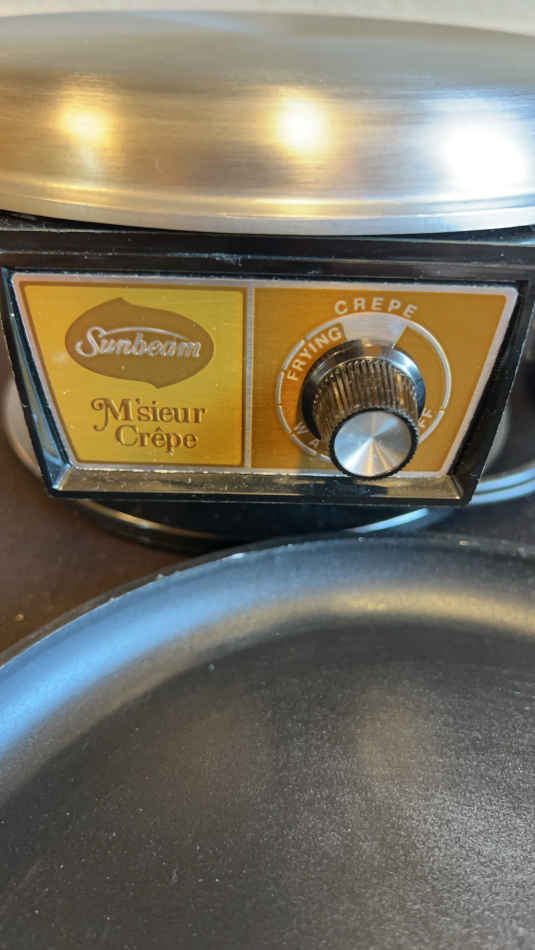 Sunbeam
M'sieur
Crêpe
CREPE
FRYING